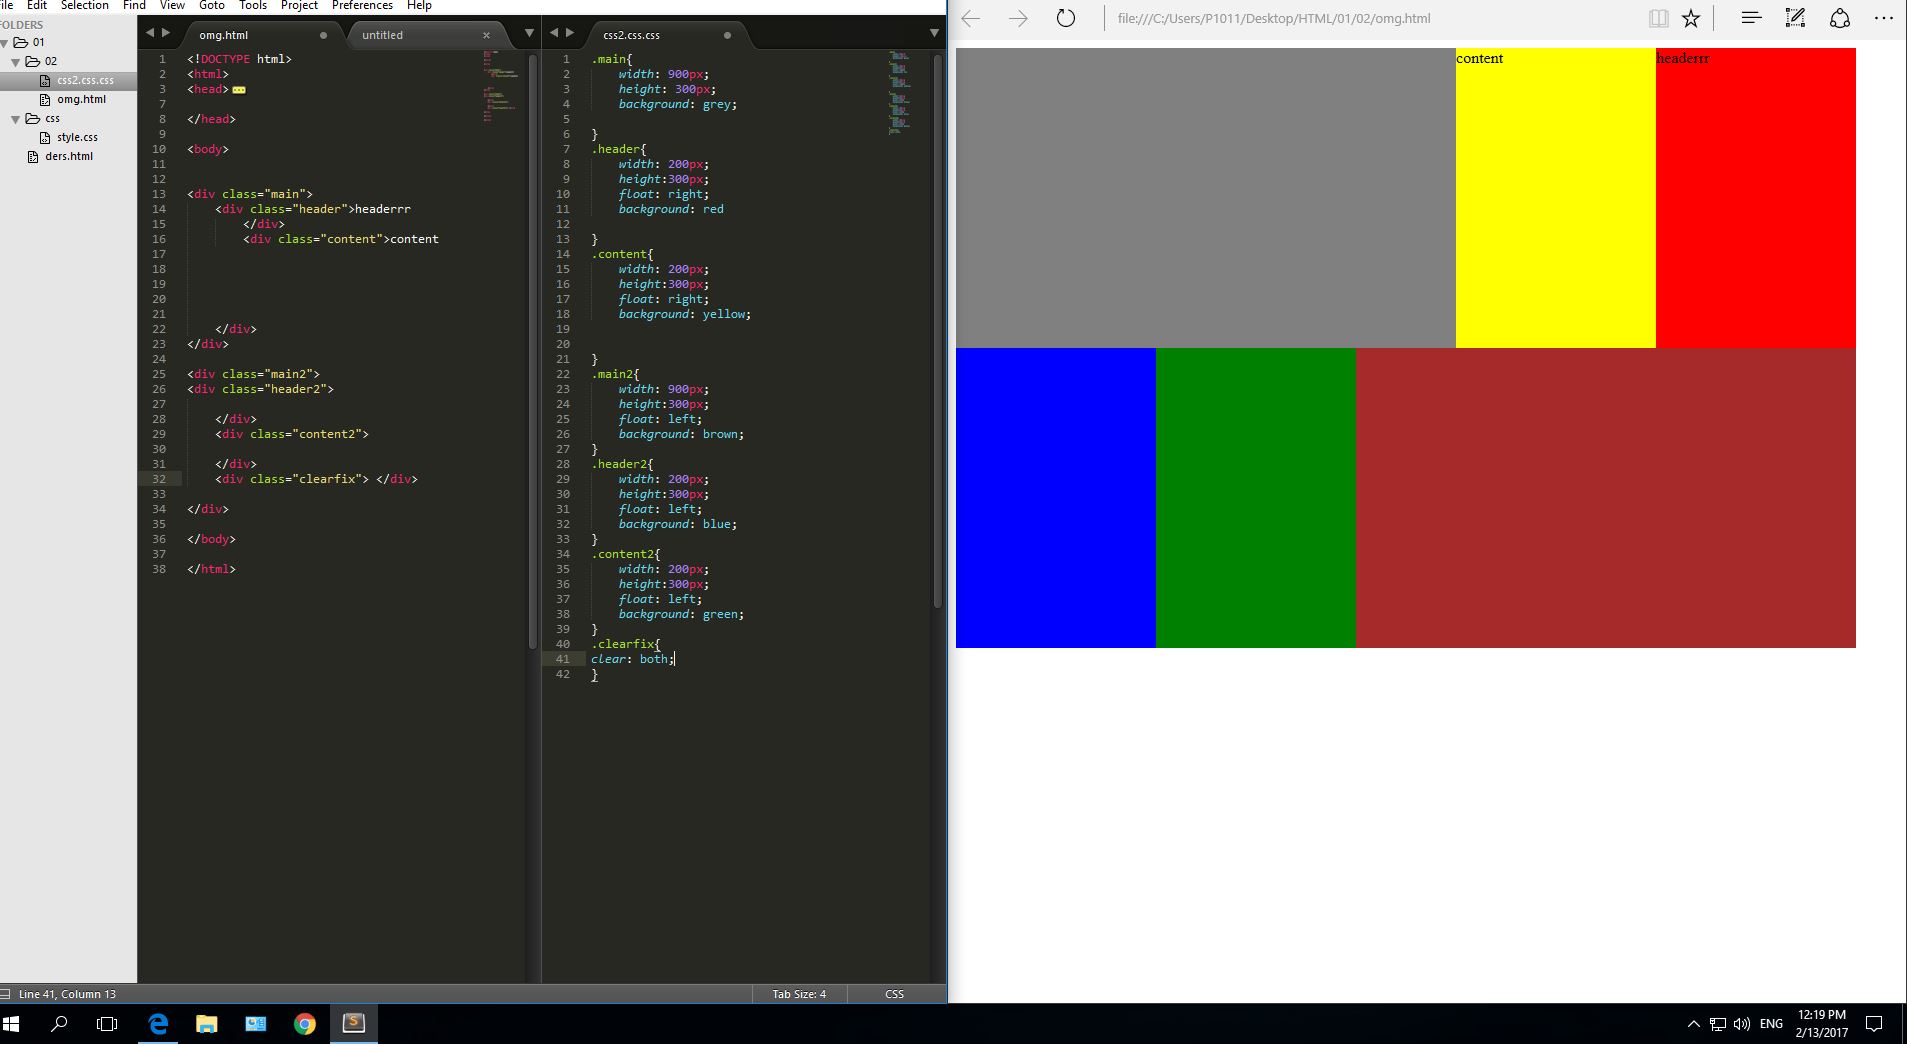 ile Edit Selection Find View Goto Tools Project Preferences Help
FOLDERS
01
02
css2.css.css
omg.html
css
style.css
ders.html
omg.html
untitled
1 <!DOCTYPE html>
2 <html>
3 <head>
7
8 </head>
9
10 <body>
11
12
13 <div class="main">
14 <div class="header">headerrr
15 </div>
16 <div class="content">content
17
18
19
20
21
22 </div>
23 </div>
24
25 <div class="main2">
26 <div class="header2">
27
28 </div>
29 <div class="content2">
30
31 </div>
32 <div class="clearfix"> </div>
33
34 </div>
35
36 </body>
37
38 </html>
css2.css.css
1 .main{
2 width: 900px;
3 height: 300px;
4 background: grey;
5
6 }
7 .header{
8 width: 200px;
9 height:300px;
10 float: right;
11 background: red
12
13 }
14 .content{
15 width: 200px;
16 height:300px;
17 float: right;
18 background: yellow;
19
20
21 }
22 .main2{
23 width: 900px;
24 height:300px;
25 float: left;
26 background: brown;
27 }
28 .header2{
29 width: 200px;
30 height:300px;
31 float: left;
32 background: blue;
33 }
34 .content2{
35 width: 200px;
36 height:300px;
37 float: left;
38 background: green;
39 }
40 .clearfix{
41 clear: both;
42 }
Line 41, Column 13
Tab Size: 4
CSS
file:///C:/Users/P1011/Desktop/HTML/01/02/omg.html
content
headerrr
ENG
12:19 PM
2/13/2017